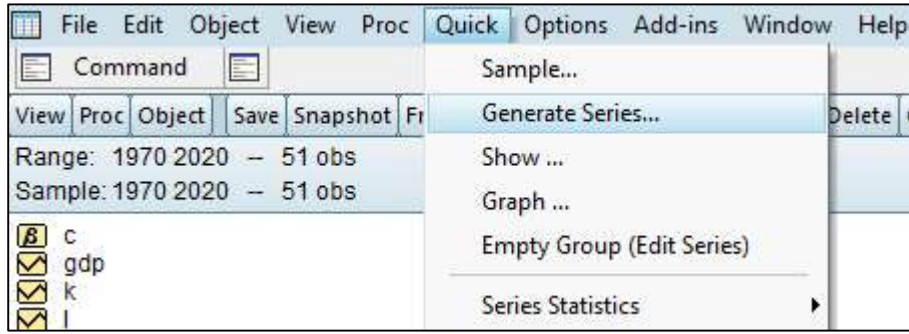 File Edit Object View Proc Quick Options Add-ins Window Help
Command
Sample...
View Proc Object Save Snapshot
Generate Series...
Delete
Range: 1970 2020 – 51 obs
Show ...
Sample: 1970 2020 – 51 obs
Graph ...
β c
Empty Group (Edit Series)
gdp
k
Series Statistics
l